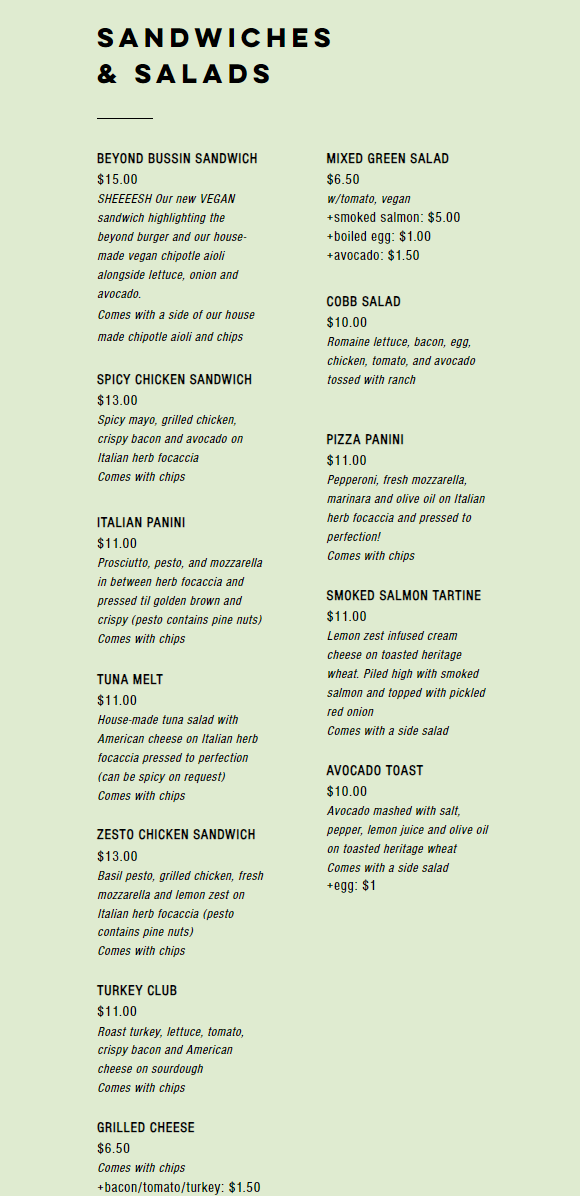 SANDWICHES
& SALADS
BEYOND BUSSIN SANDWICH
$15.00
SHEEEESH Our new VEGAN
sandwich highlighting the
beyond burger and our house-
made vegan chipotle aioli
alongside lettuce, onion and
avocado.
Comes with a side of our house
made chipotle aioli and chips
SPICY CHICKEN SANDWICH
$13.00
Spicy mayo, grilled chicken,
crispy bacon and avocado on
Italian herb focaccia
Comes with chips
ITALIAN PANINI
$11.00
Prosciutto, pesto, and mozzarella
in between herb focaccia and
pressed til golden brown and
crispy (pesto contains pine nuts)
Comes with chips
TUNA MELT
$11.00
House-made tuna salad with
American cheese on Italian herb
focaccia pressed to perfection
(can be spicy on request)
Comes with chips
ZESTO CHICKEN SANDWICH
$13.00
Basil pesto, grilled chicken, fresh
mozzarella and lemon zest on
Italian herb focaccia (pesto
contains pine nuts)
Comes with chips
TURKEY CLUB
$11.00
Roast turkey, lettuce, tomato,
crispy bacon and American
cheese on sourdough
Comes with chips
GRILLED CHEESE
$6.50
Comes with chips
+bacon/tomato/turkey: $1.50
MIXED GREEN SALAD
$6.50
w/tomato, vegan
+smoked salmon: $5.00
+boiled egg: $1.00
+avocado: $1.50
COBB SALAD
$10.00
Romaine lettuce, bacon, egg,
chicken, tomato, and avocado
tossed with ranch
PIZZA PANINI
$11.00
Pepperoni, fresh mozzarella,
marinara and olive oil on Italian
herb focaccia and pressed to
perfection!
Comes with chips
SMOKED SALMON TARTINE
$11.00
Lemon zest infused cream
cheese on toasted heritage
wheat. Piled high with smoked
salmon and topped with pickled
red onion
Comes with a side salad
AVOCADO TOAST
$10.00
Avocado mashed with salt,
pepper, lemon juice and olive oil
on toasted heritage wheat
Comes with a side salad
+egg: $1